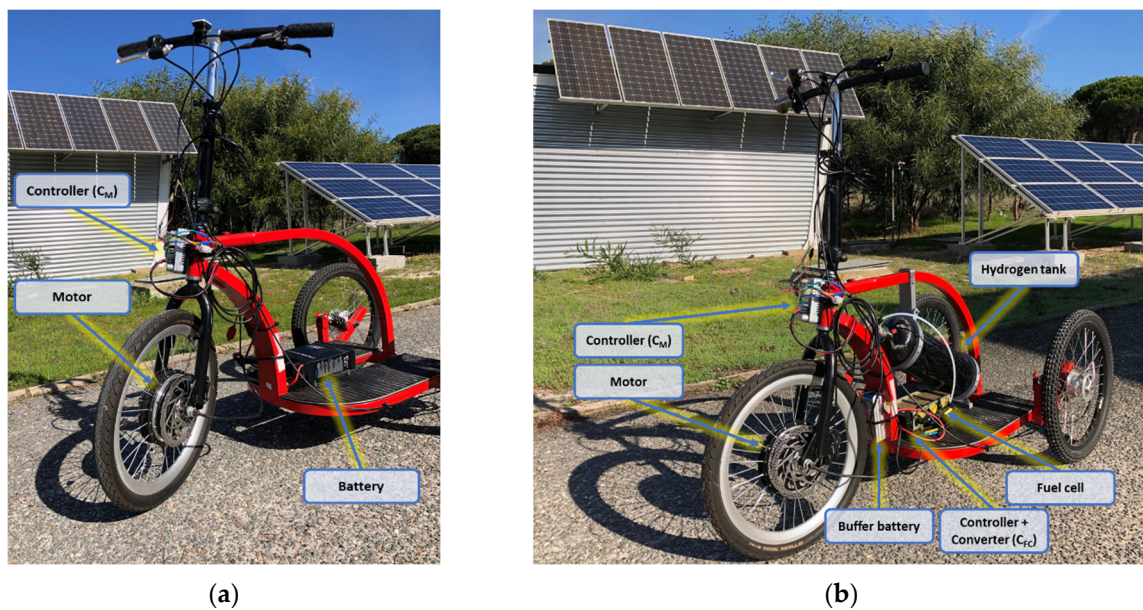 Controller (CM)
Motor
Battery
(a)
Hydrogen tank
Controller (CM)
Motor
Fuel cell
Buffer battery
Controller +
Converter (CFC)
(b)